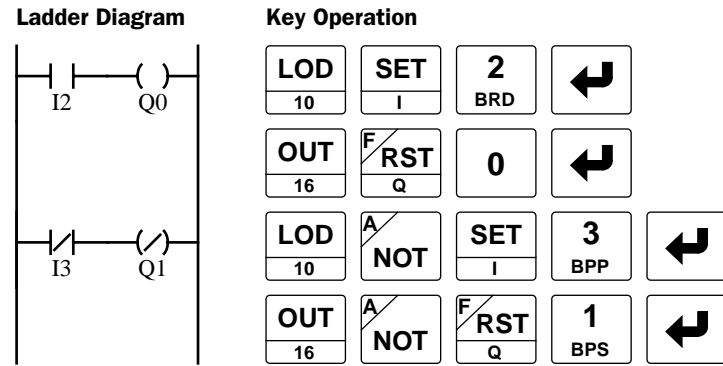 Ladder Diagram
Key Operation
I2 Q0
LOD 10 SET I 2 BRD
OUT 16 F RST Q 0
I3 Q1
LOD 10 A NOT SET I 3 BPP
OUT 16 A NOT F RST Q 1 BPS